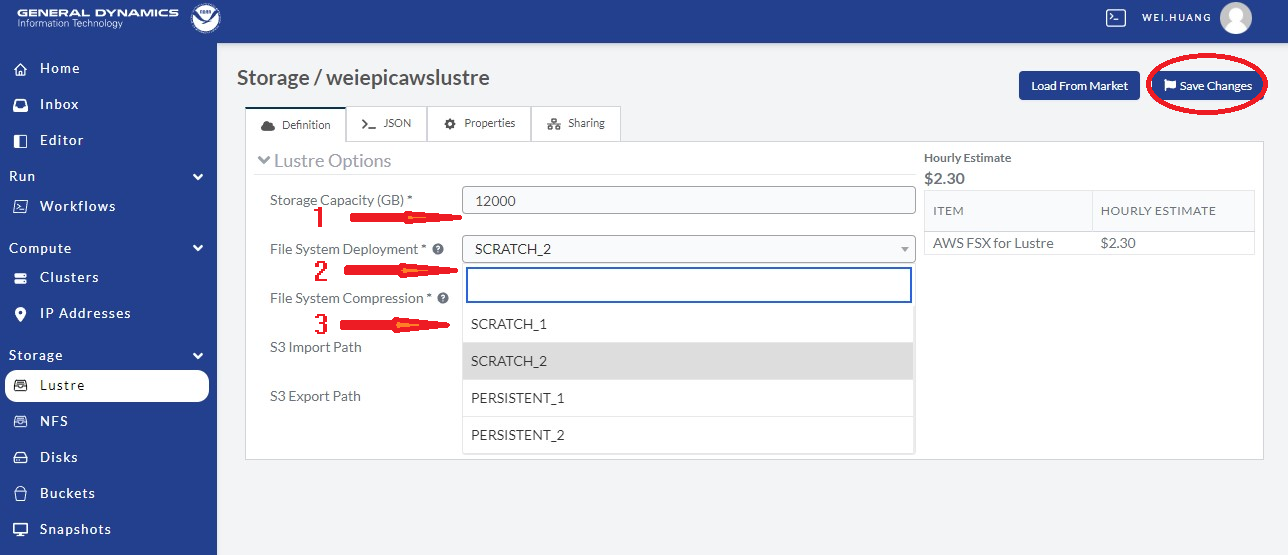 GENERAL DYNAMICS
Information Technology
NOAA
WEI.HUANG
Home
Inbox
Editor
Run
Workflows
Compute
Clusters
IP Addresses
Storage
Lustre
NFS
Disks
Buckets
Snapshots
Storage / weiepicawslustre
Load From Market
Save Changes
Definition
JSON
Properties
Sharing
Lustre Options
Storage Capacity (GB) *
12000
1
File System Deployment * ?
SCRATCH_2
2
File System Compression * ?
3
SCRATCH_1
S3 Import Path
SCRATCH_2
S3 Export Path
PERSISTENT_1
PERSISTENT_2
Hourly Estimate
$2.30
ITEM HOURLY ESTIMATE
AWS FSX for Lustre $2.30